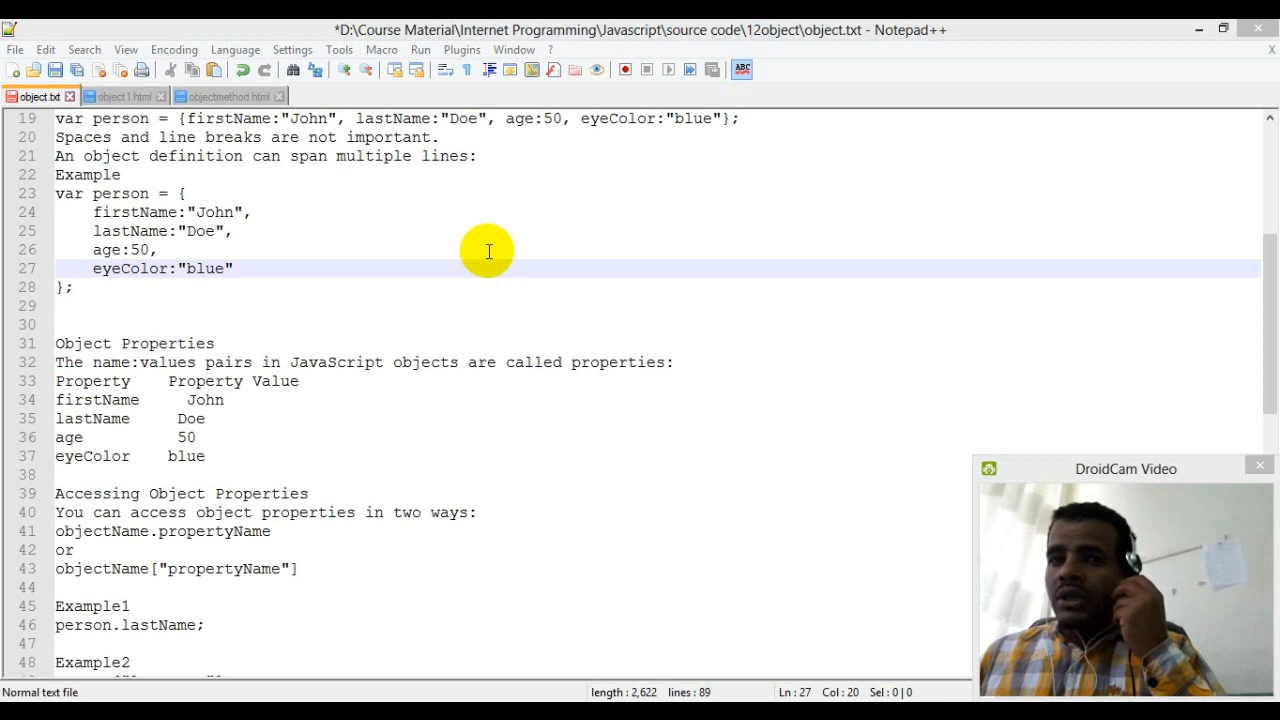 *D:\Course Material\Internet Programming\Javascript\source code\12object\object.txt - Notepad++
File Edit Search View Encoding Language Settings Tools Macro Run Plugins Window ? X
ABC
object.txt object1.html objectmethod.html
19 var person = {firstName:"John", lastName:"Doe", age:50, eyeColor:"blue"};
20 Spaces and line breaks are not important.
21 An object definition can span multiple lines:
22 Example
23 var person = {
24 firstName:"John",
25 lastName:"Doe",
26 age:50,
27 eyeColor:"blue"
28 };
29
30
31 Object Properties
32 The name:values pairs in JavaScript objects are called properties:
33 Property Property Value
34 firstName John
35 lastName Doe
36 age 50
37 eyeColor blue
38
39 Accessing Object Properties
40 You can access object properties in two ways:
41 objectName.propertyName
42 or
43 objectName["propertyName"]
44
45 Example1
46 person.lastName;
47
48 Example2
DroidCam Video
Normal text file length : 2,622 lines : 89 Ln : 27 Col : 20 Sel : 0 | 0